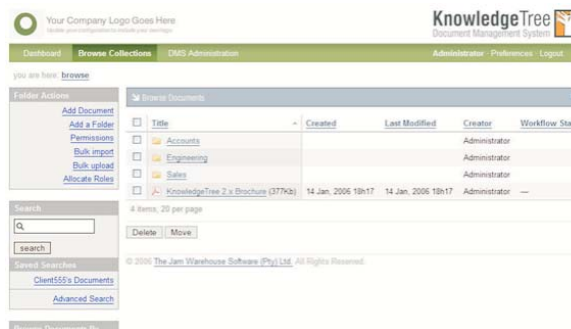 Your Company Logo Goes Here
KnowledgeTree
Document Management System
Dashboard Browse Collections DMS Administration Administrator · Preferences · Logout
you are here: browse
Folder Actions
Add Document
Add a Folder
Permissions
Bulk import
Bulk upload
Allocate Roles
Browse Documents
Title Created Last Modified Creator Workflow Sta
Accounts Administrator
Engineering Administrator
Sales Administrator
KnowledgeTree 2.x Brochure (377Kb) 14 Jan, 2006 18h17 14 Jan, 2006 18h17 Administrator —
4 items, 20 per page
Delete Move
Search
search
© 2006 The Jam Warehouse Software (Pty) Ltd. All Rights Reserved.
Saved Searches
Client555's Documents
Advanced Search
Browse Documents By